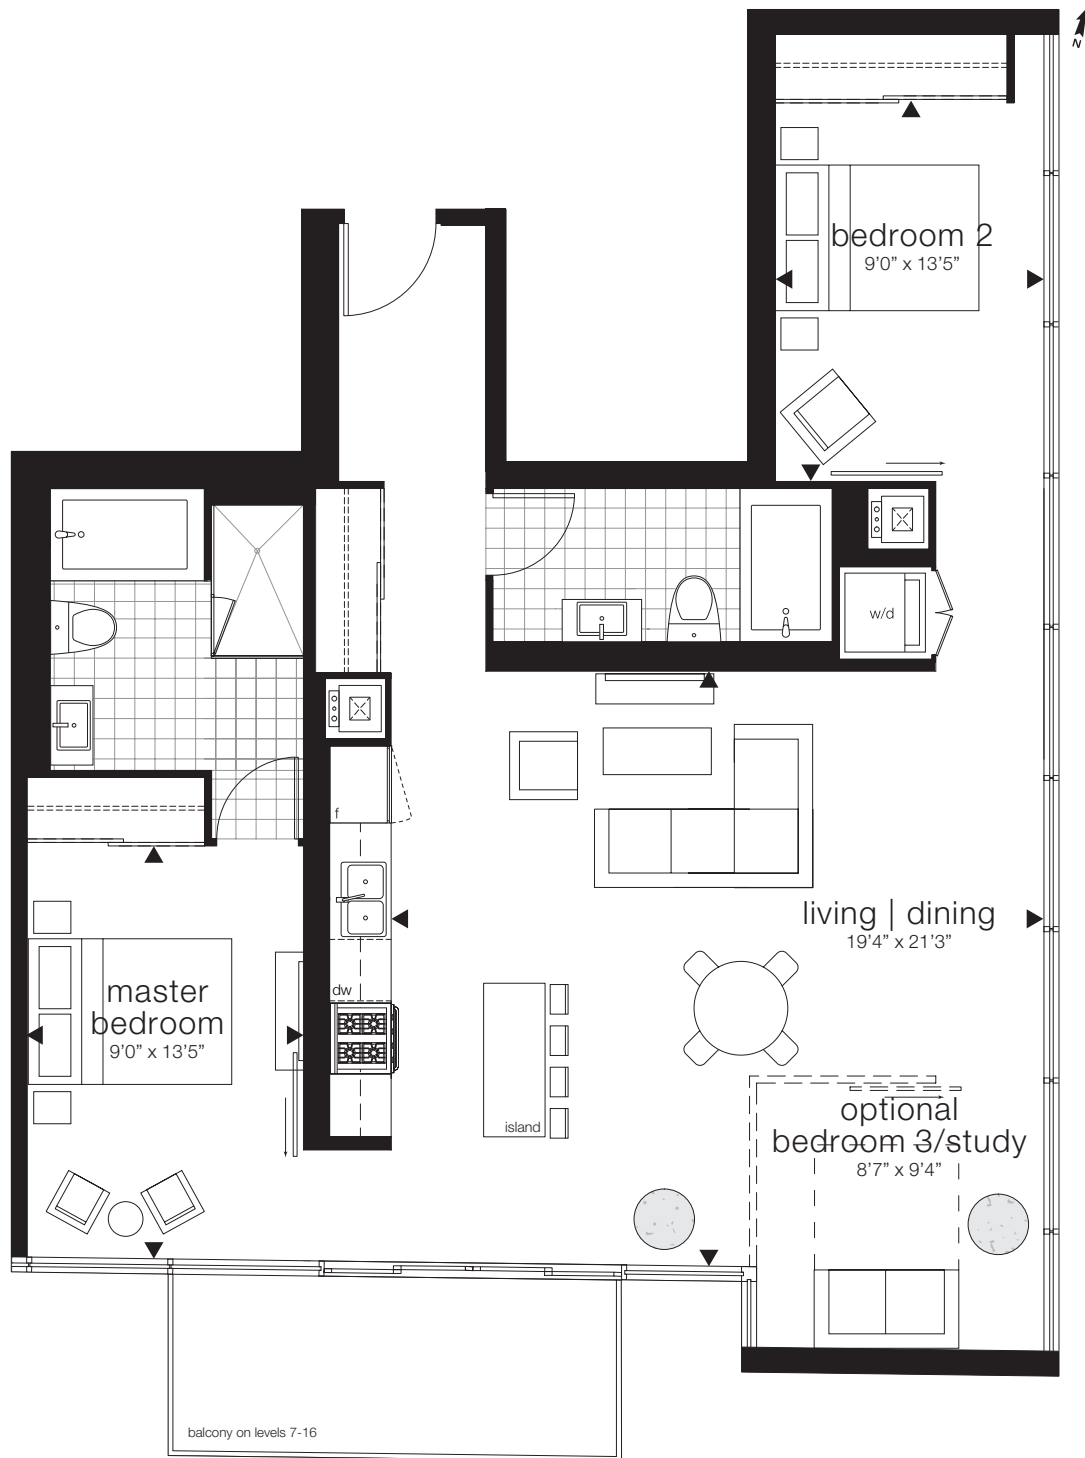 N
bedroom 2
9'0" x 13'5"
w/d
f
living | dining
19'4" x 21'3"
dw
master
bedroom
9'0" x 13'5"
island
optional
bedroom 3/study
8'7" x 9'4"
balcony on levels 7-16